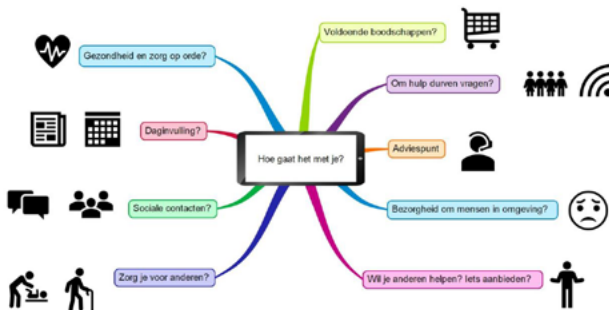 Voldoende boodschappen?
Gezondheid en zorg op orde?
Om hulp durven vragen?
Daginvulling?
Hoe gaat het met je?
Adviespunt
Sociale contacten?
Bezorgheid om mensen in omgeving?
Zorg je voor anderen?
Wil je anderen helpen? Iets aanbieden?